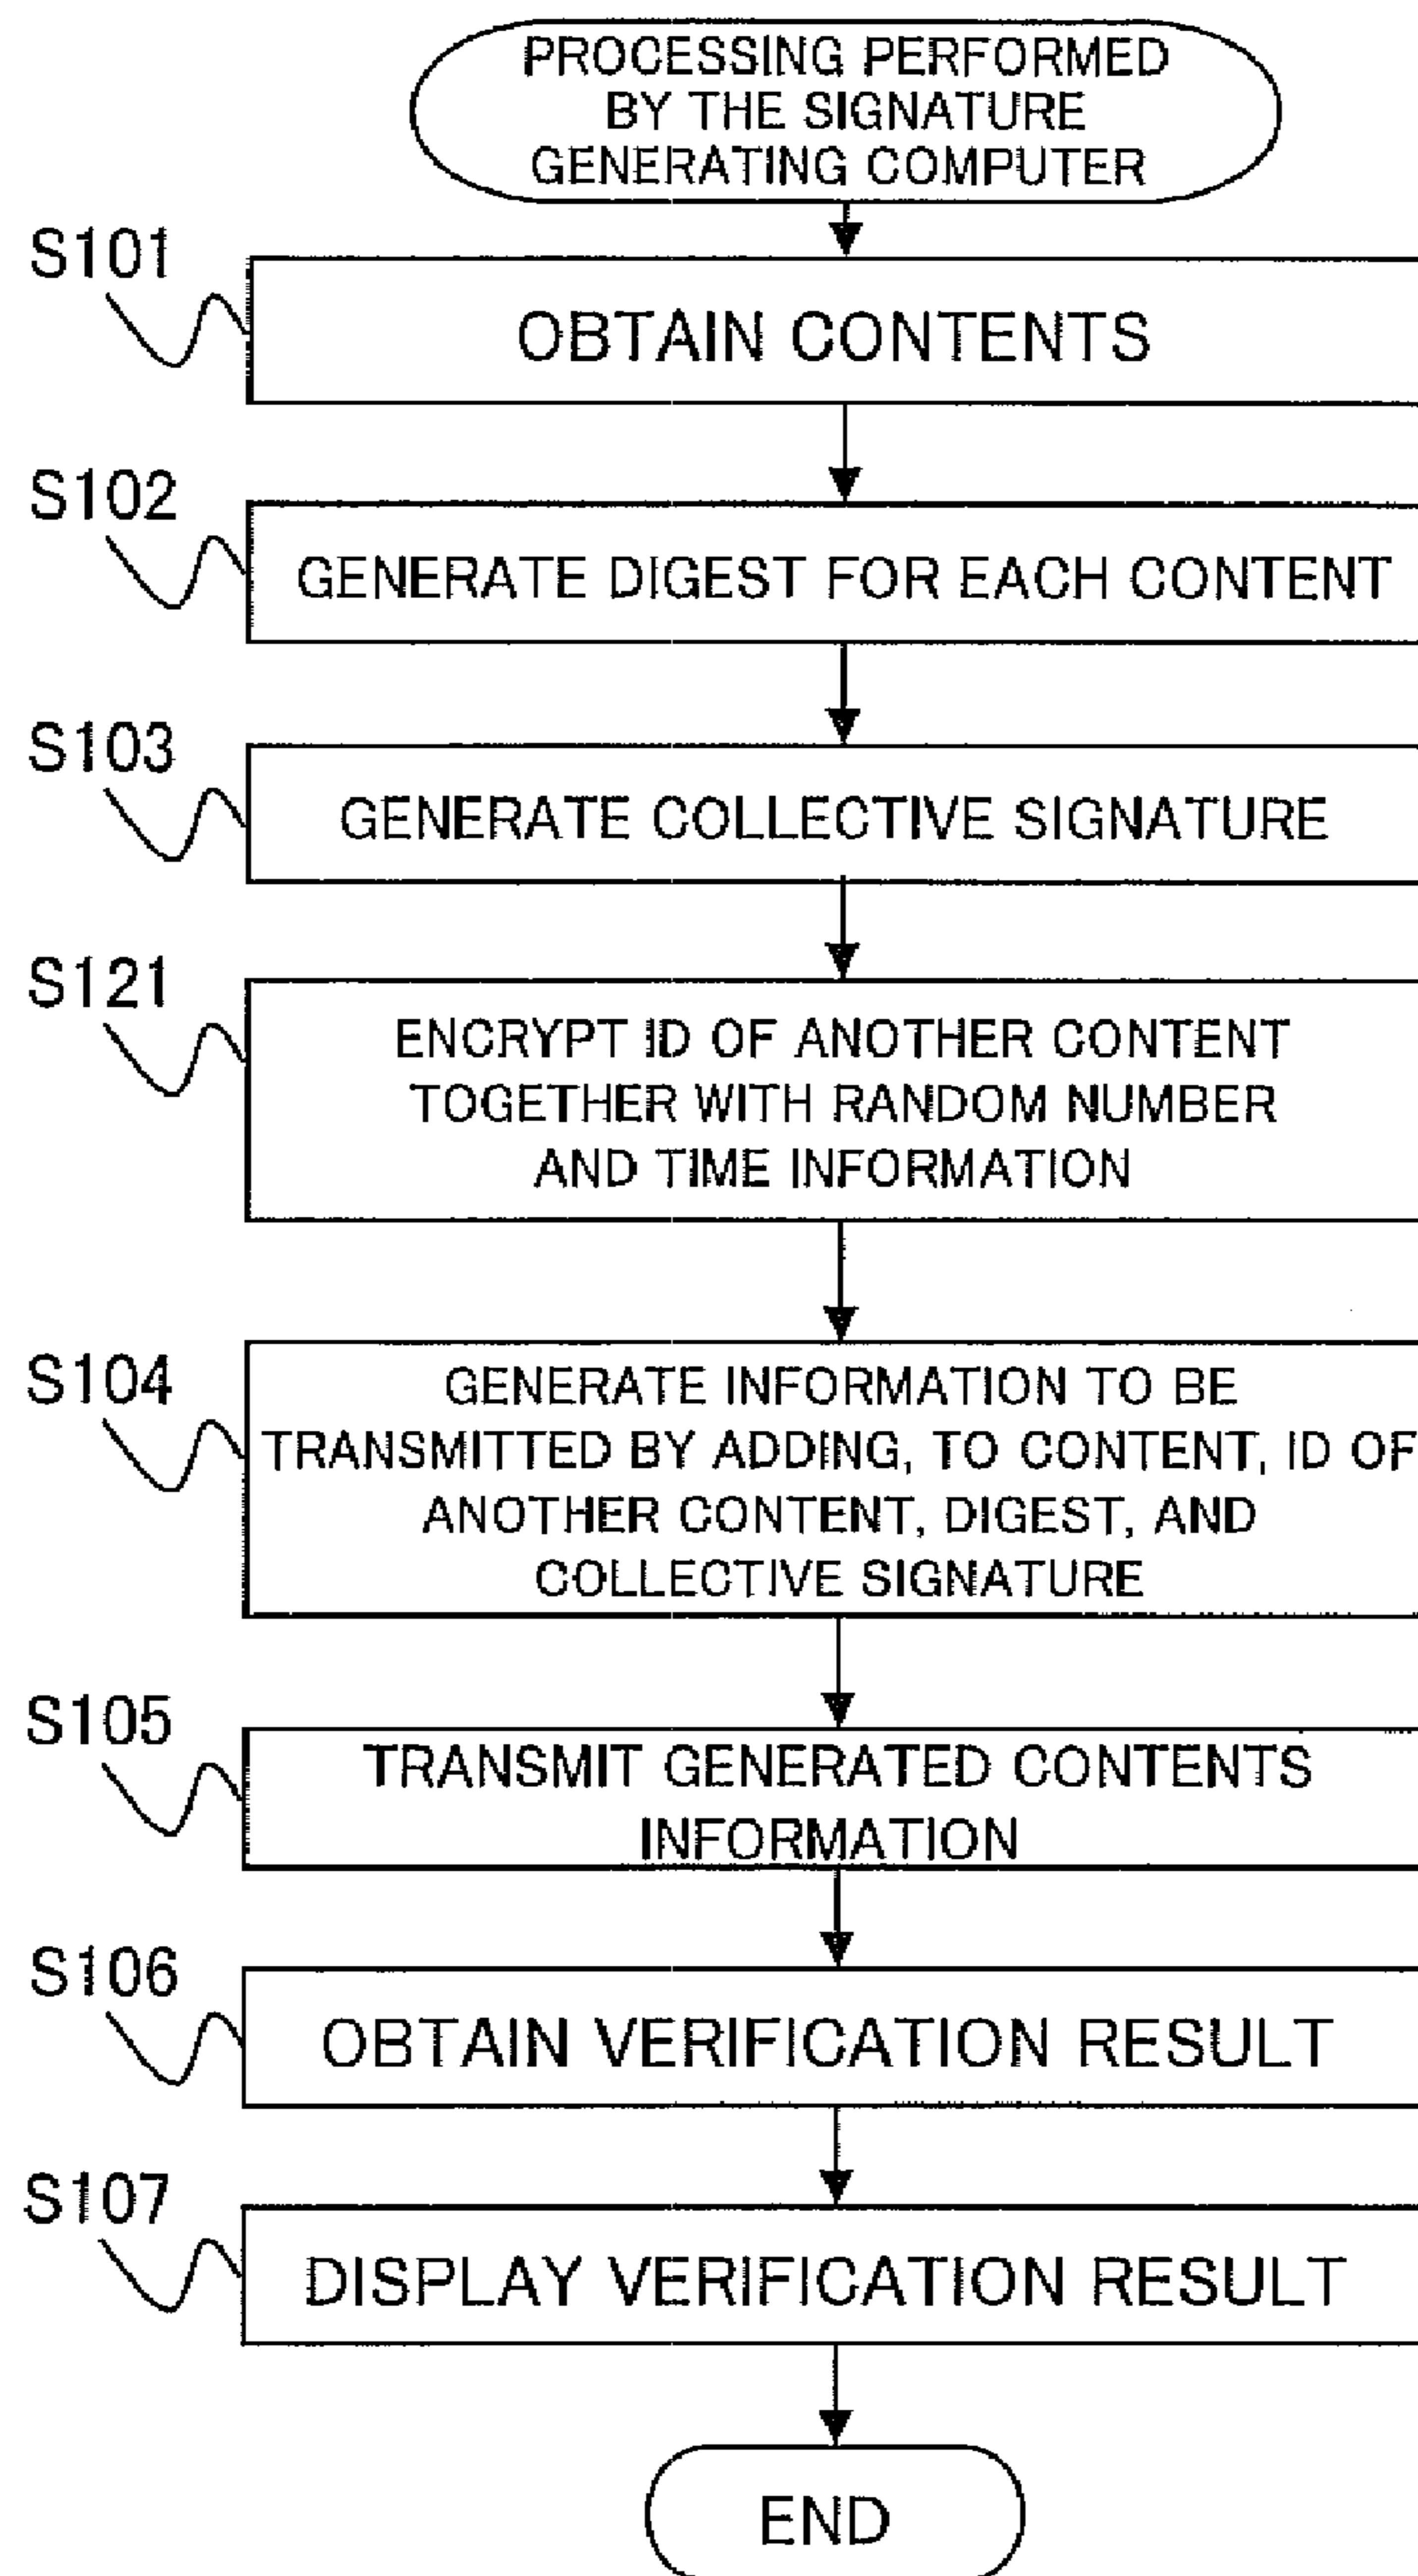 PROCESSING PERFORMED
BY THE SIGNATURE
GENERATING COMPUTER
S101
OBTAIN CONTENTS
S102
GENERATE DIGEST FOR EACH CONTENT
S103
GENERATE COLLECTIVE SIGNATURE
S121
ENCRYPT ID OF ANOTHER CONTENT
TOGETHER WITH RANDOM NUMBER
AND TIME INFORMATION
S104
GENERATE INFORMATION TO BE
TRANSMITTED BY ADDING, TO CONTENT, ID OF
ANOTHER CONTENT, DIGEST, AND
COLLECTIVE SIGNATURE
S105
TRANSMIT GENERATED CONTENTS
INFORMATION
S106
OBTAIN VERIFICATION RESULT
S107
DISPLAY VERIFICATION RESULT
END